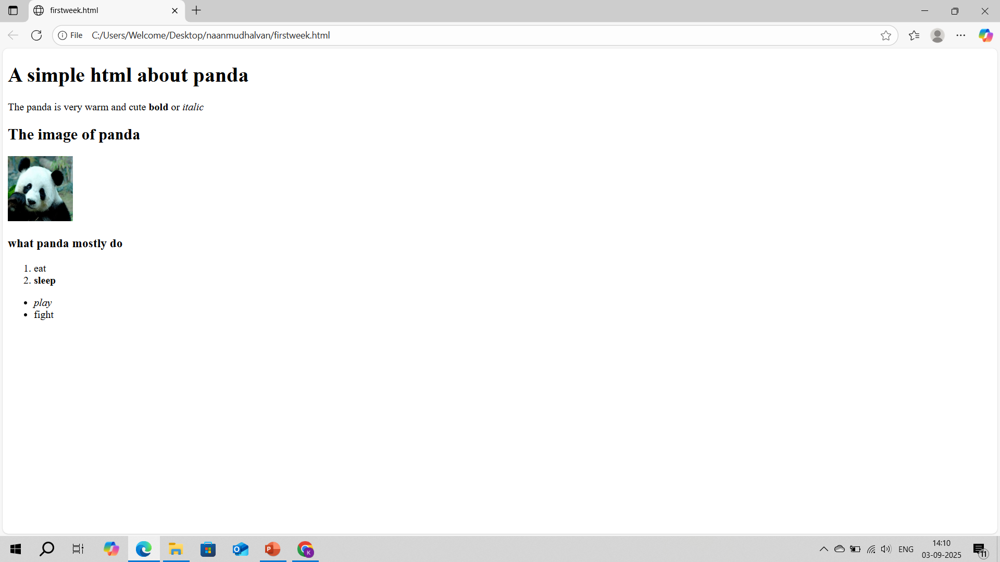 firstweek.html
File C:/Users/Welcome/Desktop/naanmudhalvan/firstweek.html
A simple html about panda
The panda is very warm and cute bold or italic
The image of panda
what panda mostly do
1. eat
2. sleep
• play
• fight
ENG
14:10
03-09-2025
11
K